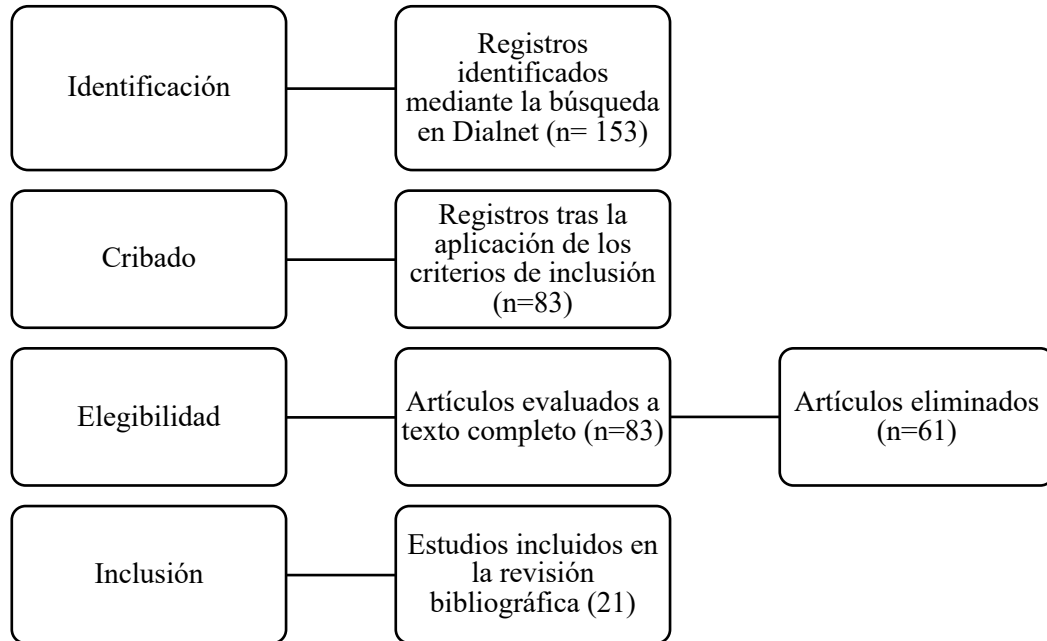 Identificación
Registros
identificados
mediante la búsqueda
en Dialnet (n= 153)
Cribado
Registros tras la
aplicación de los
criterios de inclusión
(n=83)
Elegibilidad
Artículos evaluados a
texto completo (n=83)
Artículos eliminados
(n=61)
Inclusión
Estudios incluidos en
la revisión
bibliográfica (21)